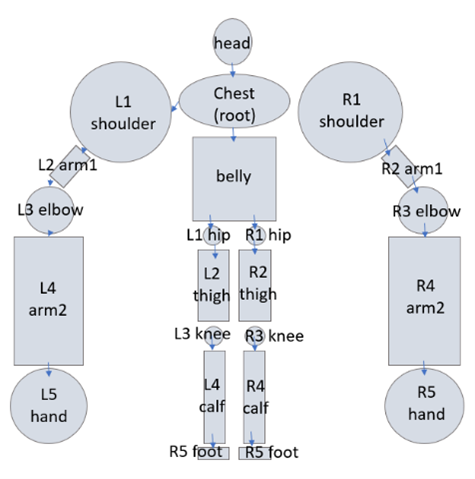 head
Chest
(root)
L1
shoulder
R1
shoulder
L2 arm1
R2 arm1
belly
L3 elbow
R3 elbow
L1 hip
R1 hip
L2
thigh
R2
thigh
L4
arm2
R4
arm2
L3 knee
R3 knee
L4
calf
R4
calf
L5
hand
R5
hand
R5 foot
R5 foot